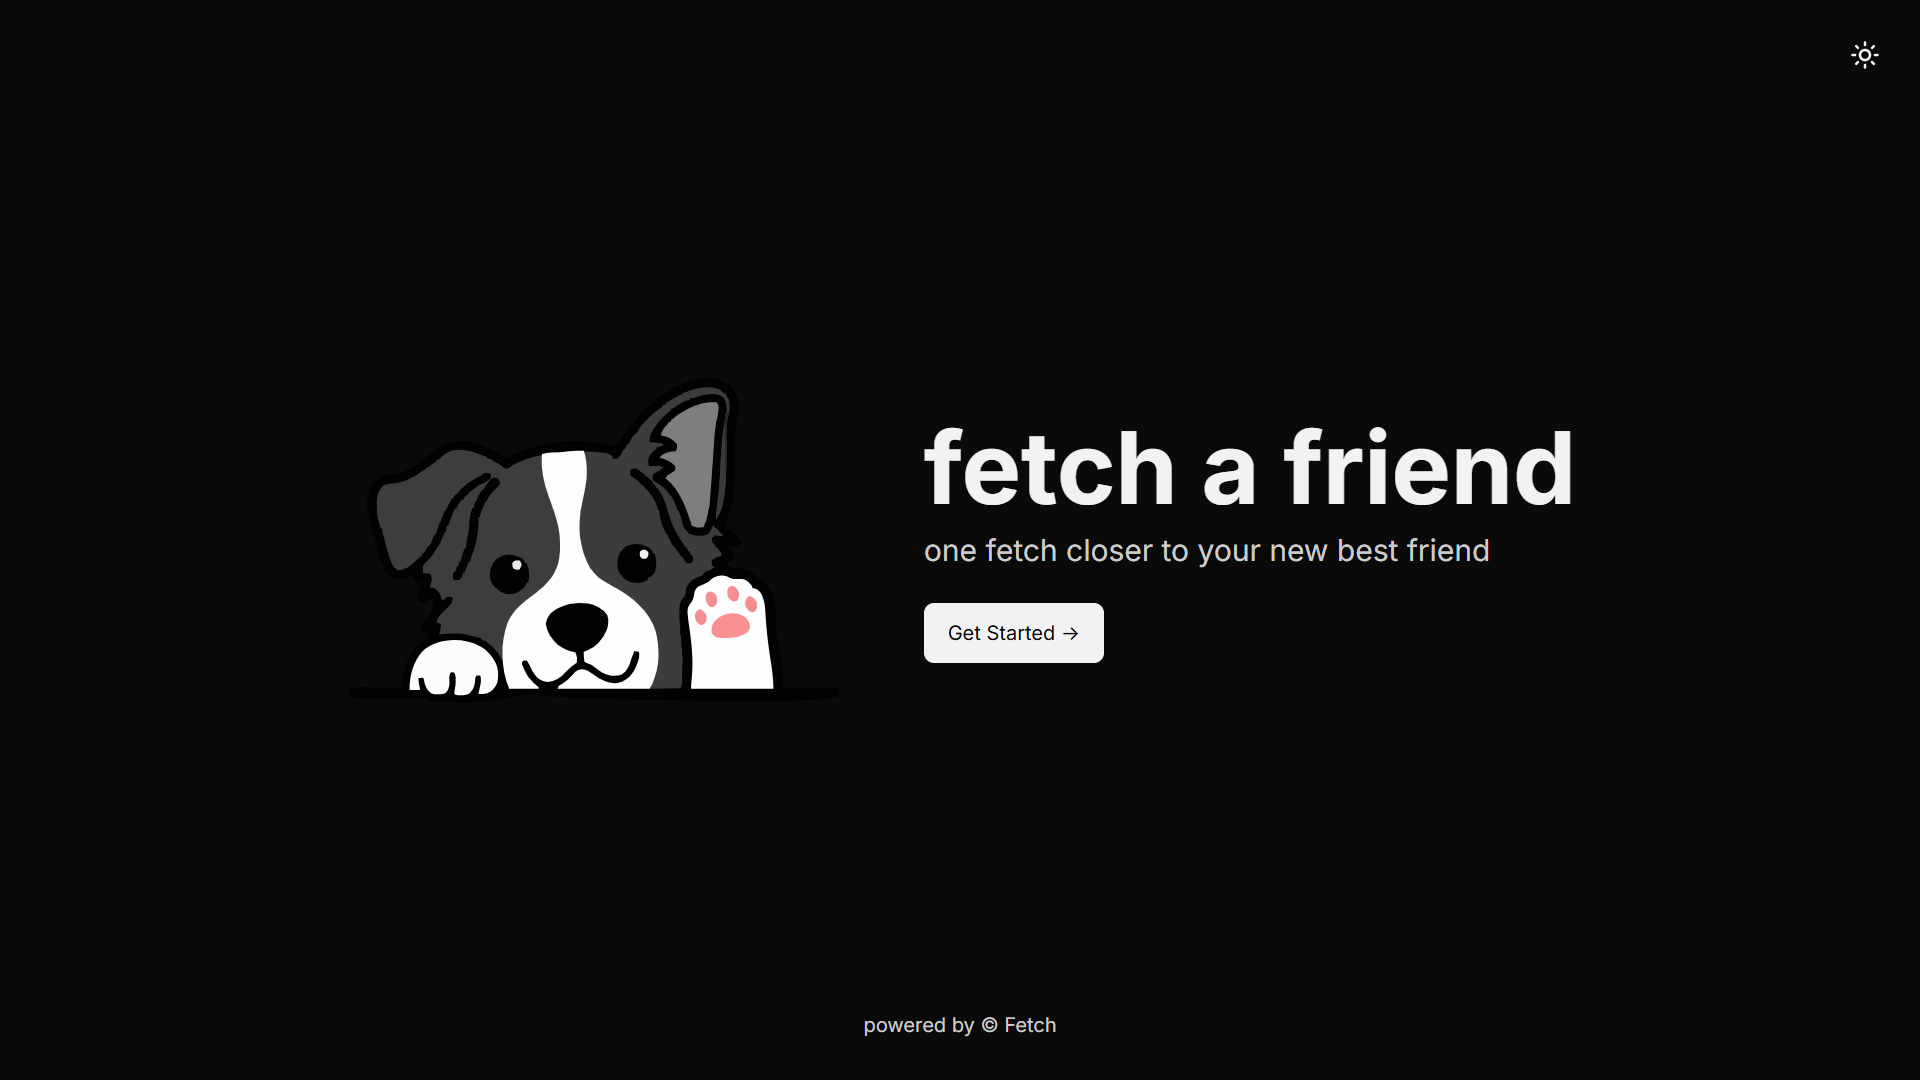 fetch a friend
one fetch closer to your new best friend
Get Started →
powered by © Fetch